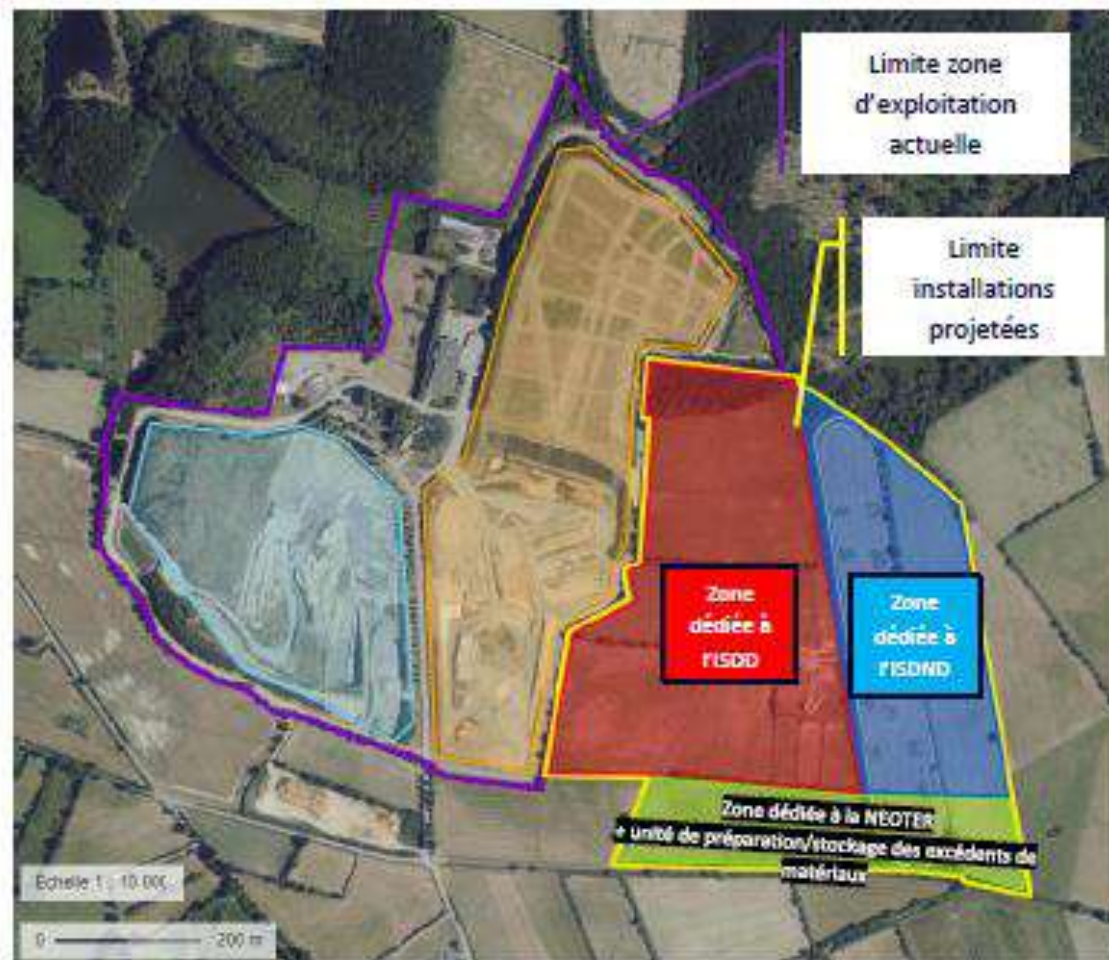 Limite zone
d'exploitation
actuelle
Limite
installations
projetées
Zone
dédiée à
l'ISDD
Zone
dédiée à
l'ISDND
Zone dédiée à la NEOTER
+ unité de préparation/stockage des excédents de
matériaux
Echelle 1 : 10 000
0 200 m